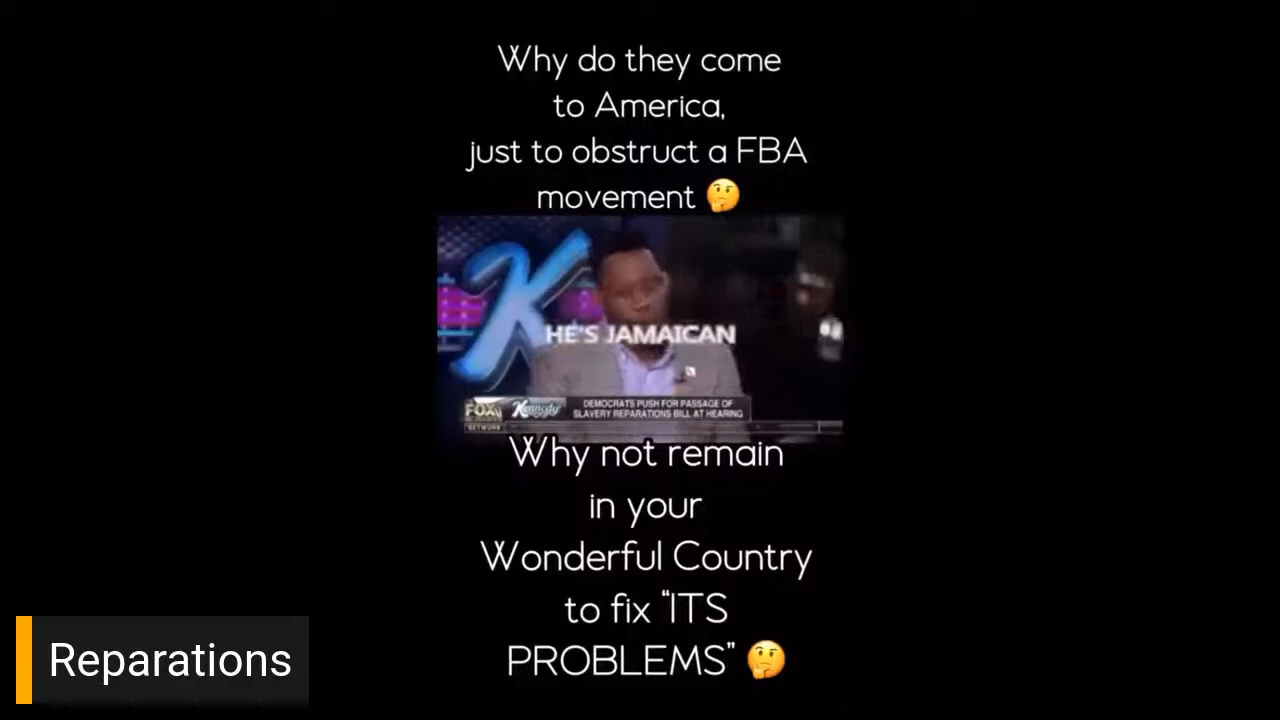 Why do they come
to America,
just to obstruct a FBA
movement 🤔
K
HE'S JAMAICAN
FOX
NETWORK
Kennedy
DEMOCRATS PUSH FOR PASSAGE OF
SLAVERY REPARATIONS BILL AT HEARING
Why not remain
in your
Wonderful Country
to fix “ITS
PROBLEMS” 🤔
Reparations